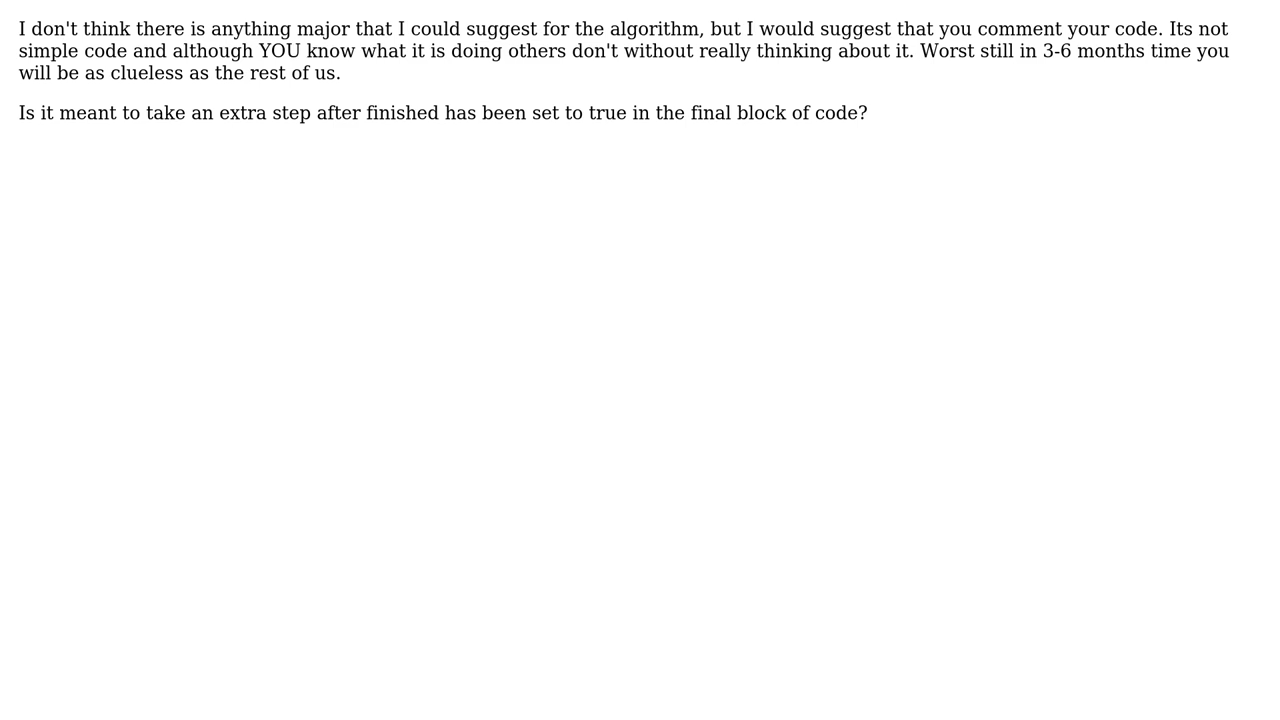 I don't think there is anything major that I could suggest for the algorithm, but I would suggest that you comment your code. Its not
simple code and although YOU know what it is doing others don't without really thinking about it. Worst still in 3-6 months time you
will be as clueless as the rest of us.
Is it meant to take an extra step after finished has been set to true in the final block of code?